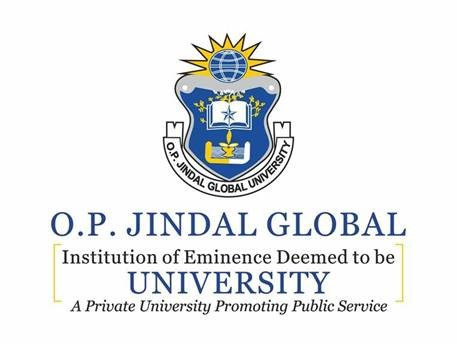 O.P. JINDAL GLOBAL UNIVERSITY
O.P. JINDAL GLOBAL
Institution of Eminence Deemed to be
UNIVERSITY
A Private University Promoting Public Service